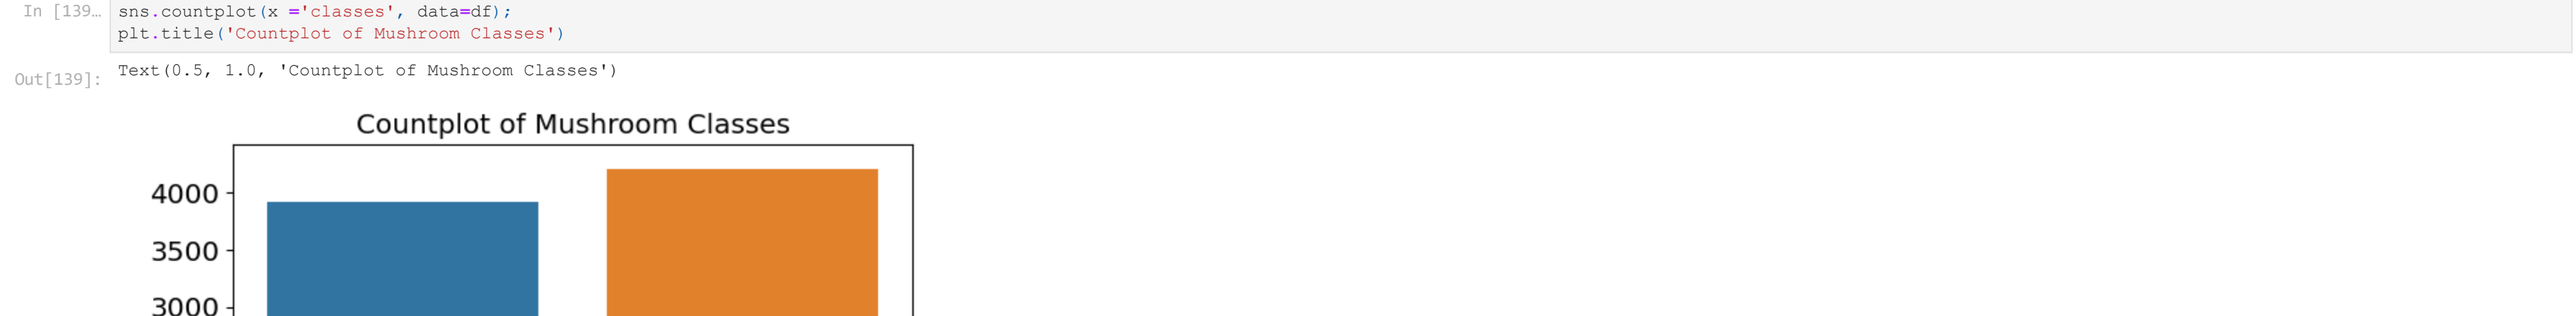 In [139…
sns.countplot(x ='classes', data=df);
plt.title('Countplot of Mushroom Classes')
Out[139]:
Text(0.5, 1.0, 'Countplot of Mushroom Classes')
Countplot of Mushroom Classes
4000
3500
3000